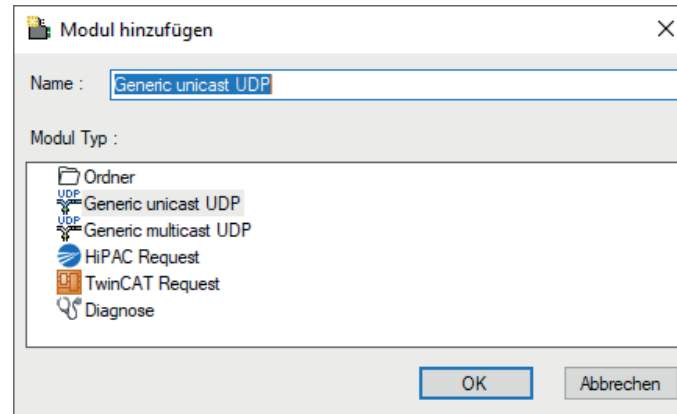 Modul hinzufügen
Name :
Generic unicast UDP
Modul Typ :
Ordner
UDP Generic unicast UDP
UDP Generic multicast UDP
HiPAC Request
TwinCAT Request
Diagnose
OK Abbrechen